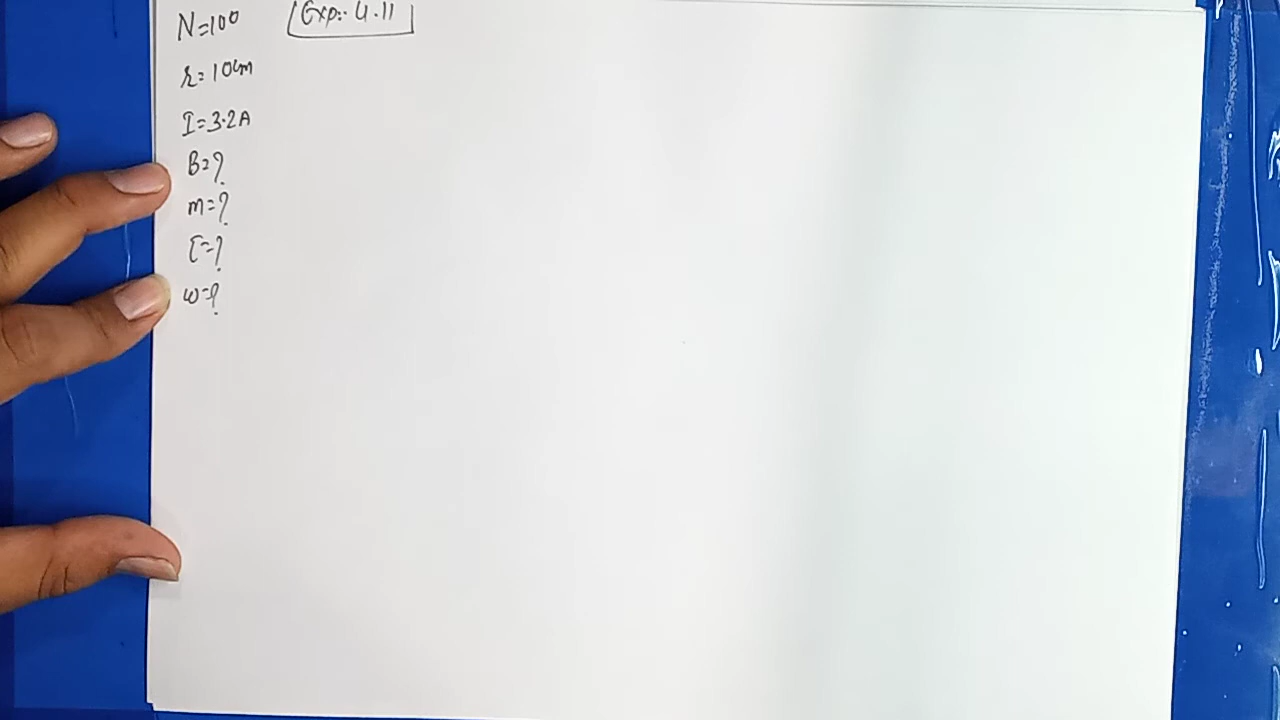 N=100
Exp:- 4.11
r=10cm
I=3.2A
B=?
m=?
τ=?
ω=?